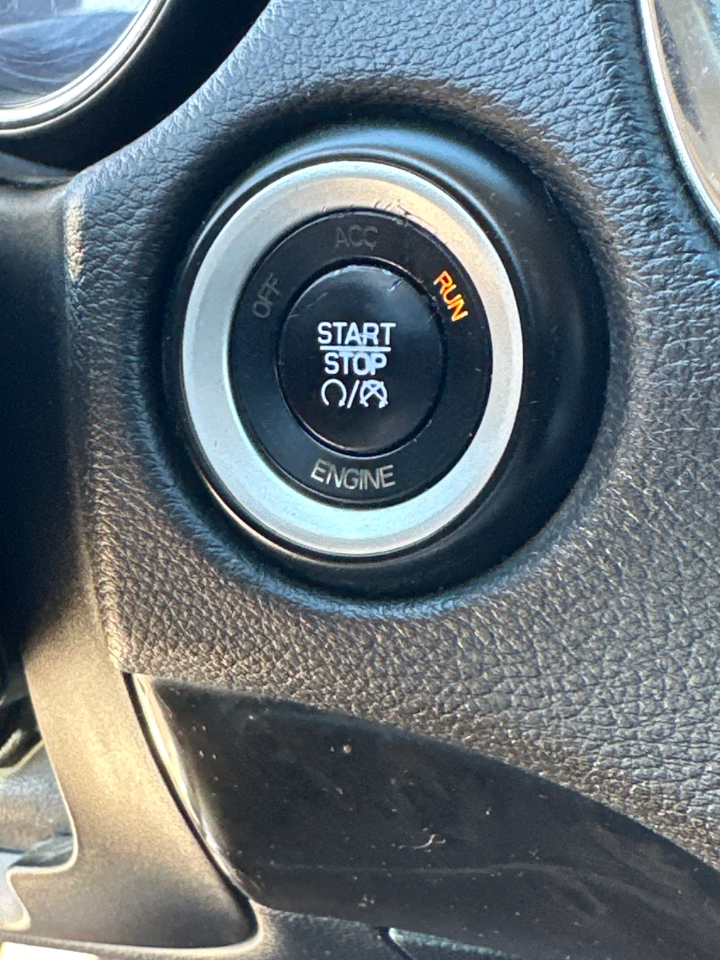 ACC
OFF
RUN
START
STOP
ENGINE